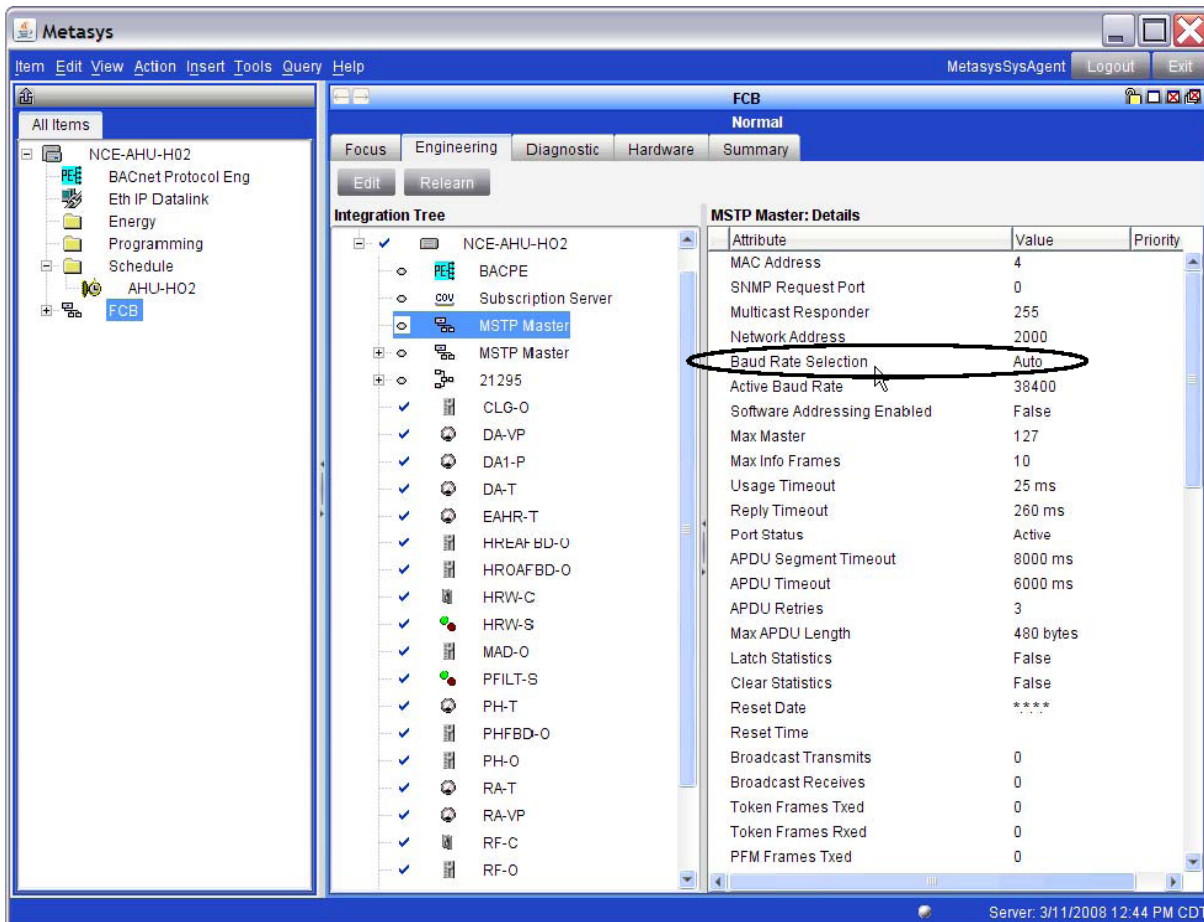 Metasys
Item Edit View Action Insert Tools Query Help MetasysSysAgent Logout Exit
All Items
NCE-AHU-H02
PE
BACnet Protocol Eng
Eth IP Datalink
Energy
Programming
Schedule
AHU-HO2
FCB
FCB
Normal
Focus Engineering Diagnostic Hardware Summary
Edit Relearn
Integration Tree
NCE-AHU-HO2
PE BACPE
COV Subscription Server
MSTP Master
MSTP Master
21295
CLG-O
DA-VP
DA1-P
DA-T
EAHR-T
HREAFBD-O
HROAFBD-O
HRW-C
HRW-S
MAD-O
PFILT-S
PH-T
PHFBD-O
PH-O
RA-T
RA-VP
RF-C
RF-O
MSTP Master: Details
Attribute Value Priority
MAC Address 4
SNMP Request Port 0
Multicast Responder 255
Network Address 2000
Baud Rate Selection Auto
Active Baud Rate 38400
Software Addressing Enabled False
Max Master 127
Max Info Frames 10
Usage Timeout 25 ms
Reply Timeout 260 ms
Port Status Active
APDU Segment Timeout 8000 ms
APDU Timeout 6000 ms
APDU Retries 3
Max APDU Length 480 bytes
Latch Statistics False
Clear Statistics False
Reset Date *.*.*.*
Reset Time
Broadcast Transmits 0
Broadcast Receives 0
Token Frames Txed 0
Token Frames Rxed 0
PFM Frames Txed 0
Server: 3/11/2008 12:44 PM CDT